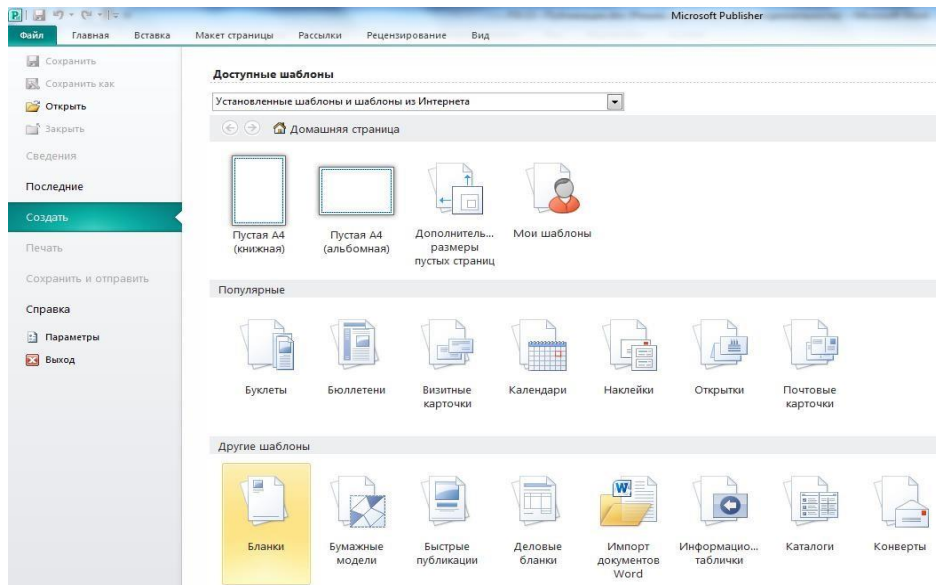 Microsoft Publisher
Файл Главная Вставка Макет страницы Рассылки Рецензирование Вид
Сохранить
Сохранить как
Открыть
Закрыть
Сведения
Последние
Создать
Печать
Сохранить и отправить
Справка
Параметры
Выход
Доступные шаблоны
Установленные шаблоны и шаблоны из Интернета
Домашняя страница
Пустая А4 (книжная)
Пустая А4 (альбомная)
Дополнитель... размеры пустых страниц
Мои шаблоны
Популярные
Буклеты
Бюллетени
Визитные карточки
Календари
Наклейки
Открытки
Почтовые карточки
Другие шаблоны
Бланки
Бумажные модели
Быстрые публикации
Деловые бланки
Импорт документов Word
Информацио... таблички
Каталоги
Конверты